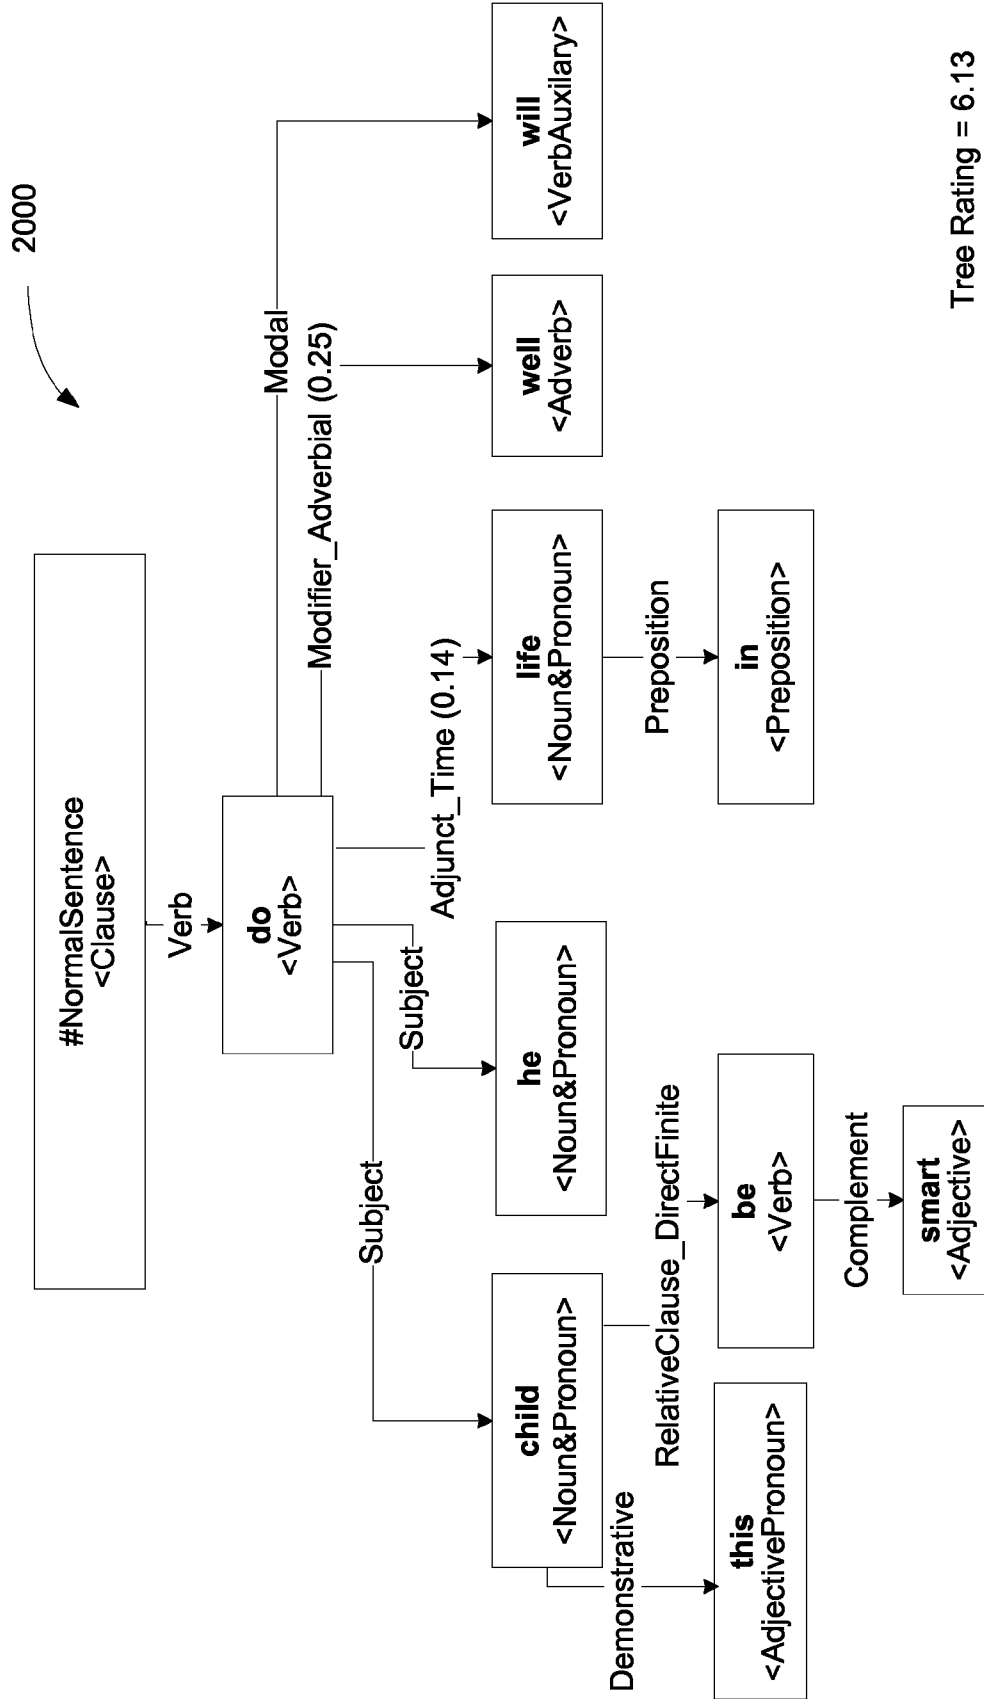 2000
#NormalSentence
<Clause>
Verb
do
<Verb>
Subject
Subject
Adjunct_Time (0.14)
Modifier_Adverbial (0.25)
Modal
child
<Noun&Pronoun>
he
<Noun&Pronoun>
life
<Noun&Pronoun>
well
<Adverb>
will
<VerbAuxilary>
Demonstrative
RelativeClause_DirectFinite
Preposition
this
<AdjectivePronoun>
be
<Verb>
in
<Preposition>
Complement
smart
<Adjective>
Tree Rating = 6.13